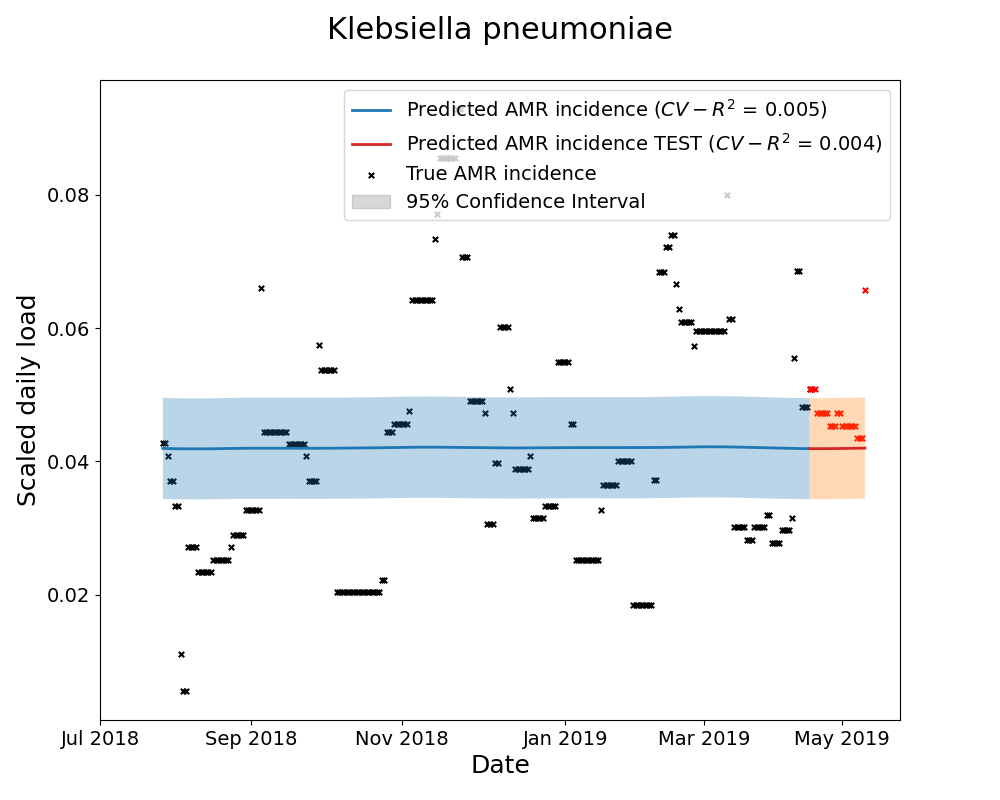 Klebsiella pneumoniae
Predicted AMR incidence (CV − R² = 0.005)
Predicted AMR incidence TEST (CV − R² = 0.004)
True AMR incidence
95% Confidence Interval
Scaled daily load
0.08
0.06
0.04
0.02
Jul 2018 Sep 2018 Nov 2018 Jan 2019 Mar 2019 May 2019
Date